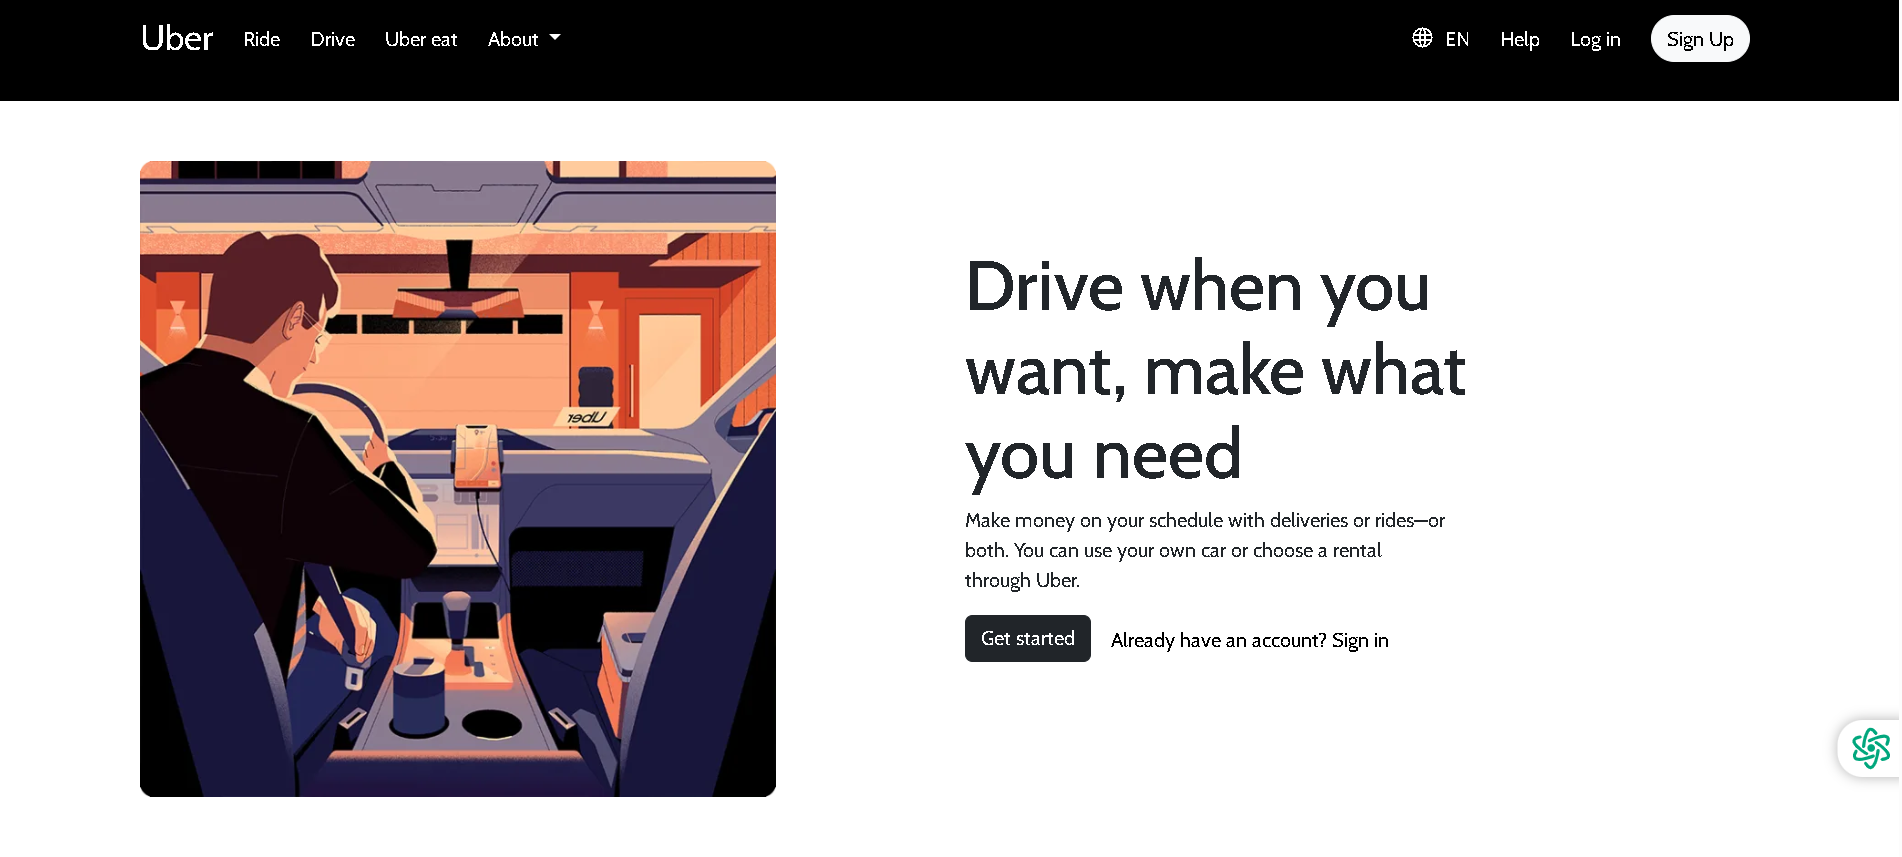 Uber Ride Drive Uber eat About EN Help Log in Sign Up
Uber
Drive when you
want, make what
you need
Make money on your schedule with deliveries or rides—or
both. You can use your own car or choose a rental
through Uber.
Get started Already have an account? Sign in